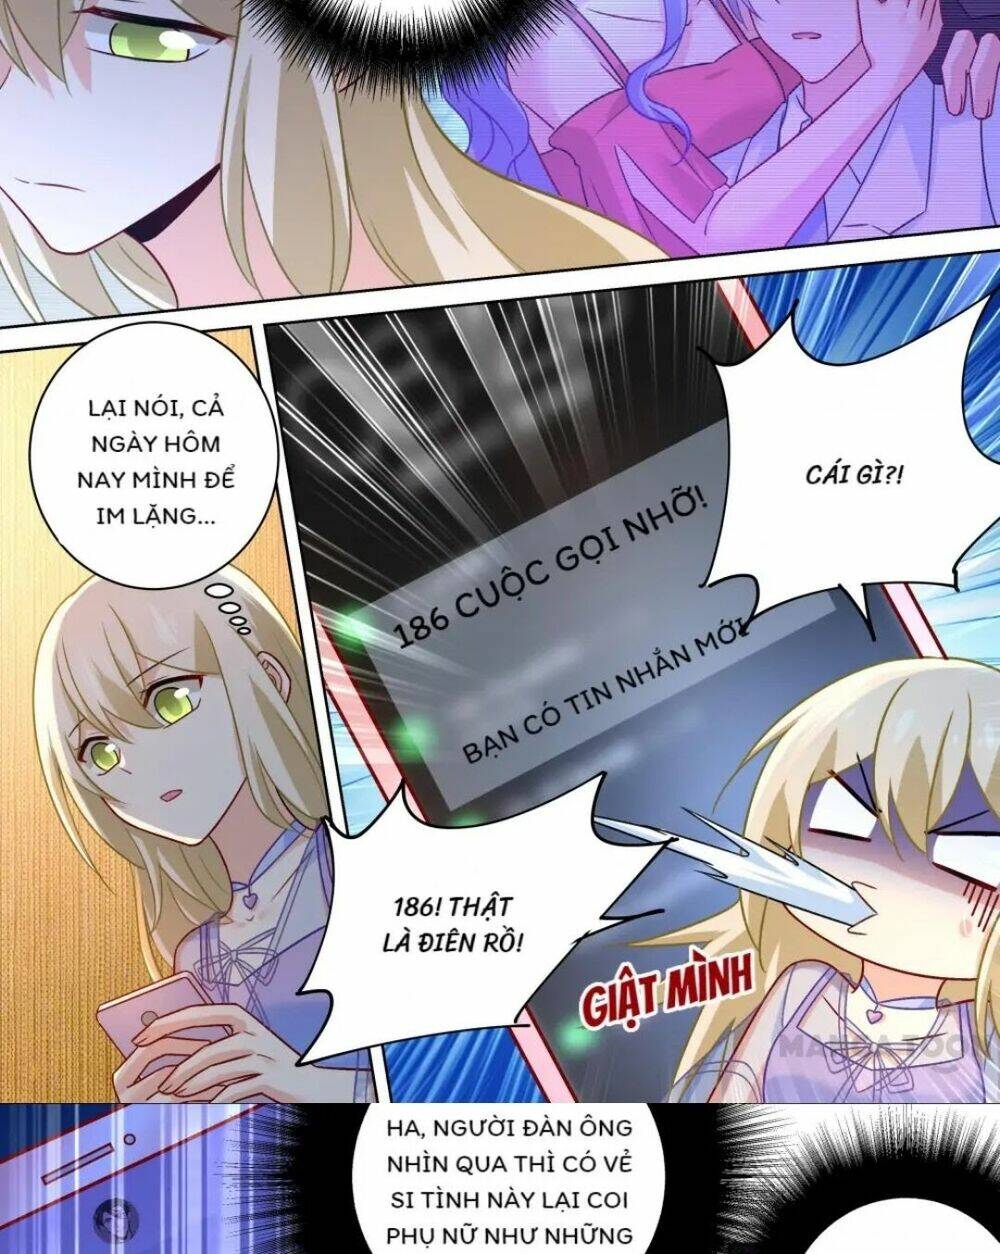 LẠI NÓI, CẢ
NGÀY HÔM
NAY MÌNH ĐỂ
IM LẶNG...
CÁI GÌ?!
186 CUỘC GỌI NHỠ!
BẠN CÓ TIN NHẮN MỚI
186! THẬT
LÀ ĐIÊN RỒ!
GIẬT MÌNH
HA, NGƯỜI ĐÀN ÔNG
NHÌN QUA THÌ CÓ VẺ
SI TÌNH NÀY LẠI COI
PHỤ NỮ NHƯ NHỮNG